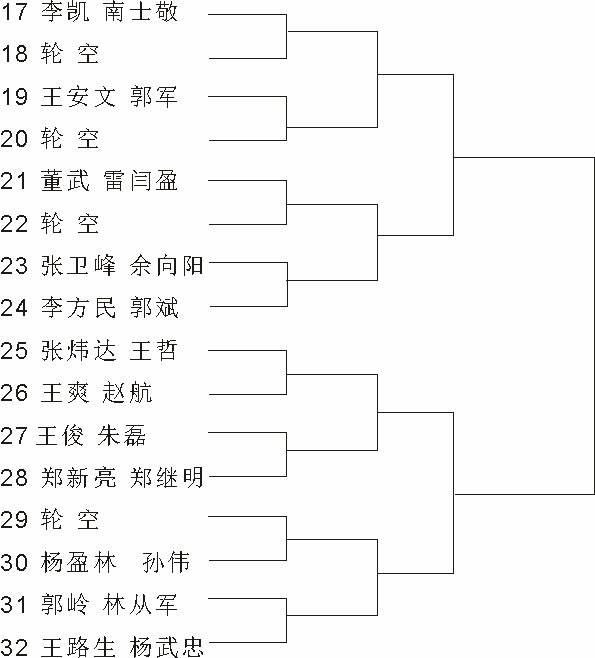 17 李凯 南士敬
18 轮 空
19 王安文 郭军
20 轮 空
21 董武 雷闫盈
22 轮 空
23 张卫峰 余向阳
24 李方民 郭斌
25 张炜达 王哲
26 王爽 赵航
27 王俊 朱磊
28 郑新亮 郑继明
29 轮 空
30 杨盈林 孙伟
31 郭岭 林从军
32 王路生 杨武忠